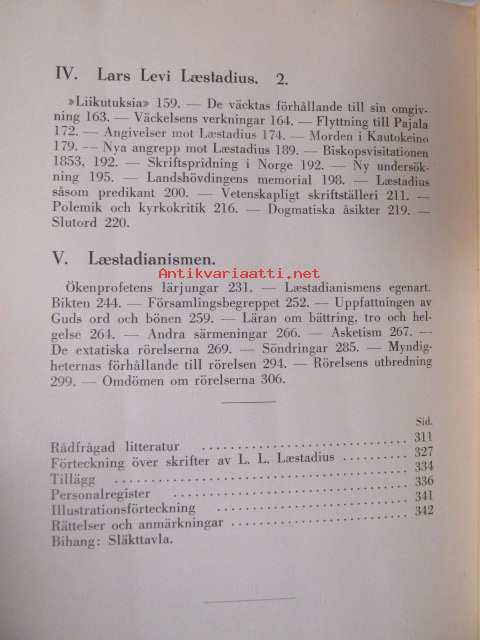 IV. Lars Levi Læstadius. 2.
»Liikutuksia» 159. — De väcktas förhållande till sin omgiv-
ning 163. — Väckelsens verkningar 164. — Flyttning till Pajala
172. — Angivelser mot Læstadius 174. — Morden i Kautokeino
179. — Nya angrepp mot Læstadius 189. — Biskopsvisitationen
1853, 192. — Skriftspridning i Norge 192. — Ny undersök-
ning 195. — Landshövdingens memorial 198. — Læstadius
såsom predikant 200. — Vetenskapligt skriftställeri 211. —
Polemik och kyrkokritik 216. — Dogmatiska åsikter 219. —
Slutord 220.
V. Læstadianismen.
Antikvariaatti.net
Ökenprofetens lärjungar 231. — Læstadianismens egenart.
Bikten 244. — Församlingsbegreppet 252. — Uppfattningen av
Guds ord och bönen 259. — Läran om bättring, tro och hel-
gelse 264. — Andra särmeningar 266. — Asketism 267. —
De extatiska rörelserna 269. — Söndringar 285. — Myndig-
heternas förhållande till rörelsen 294. — Rörelsens utbredning
299. — Omdömen om rörelserna 306.
Sid.
Rådfrågad litteratur 311
Förteckning över skrifter av L. L. Læstadius 327
Tillägg 334
Personalregister 336
Illustrationsförteckning 341
Rättelser och anmärkningar 342
Bihang: Släkttavla.